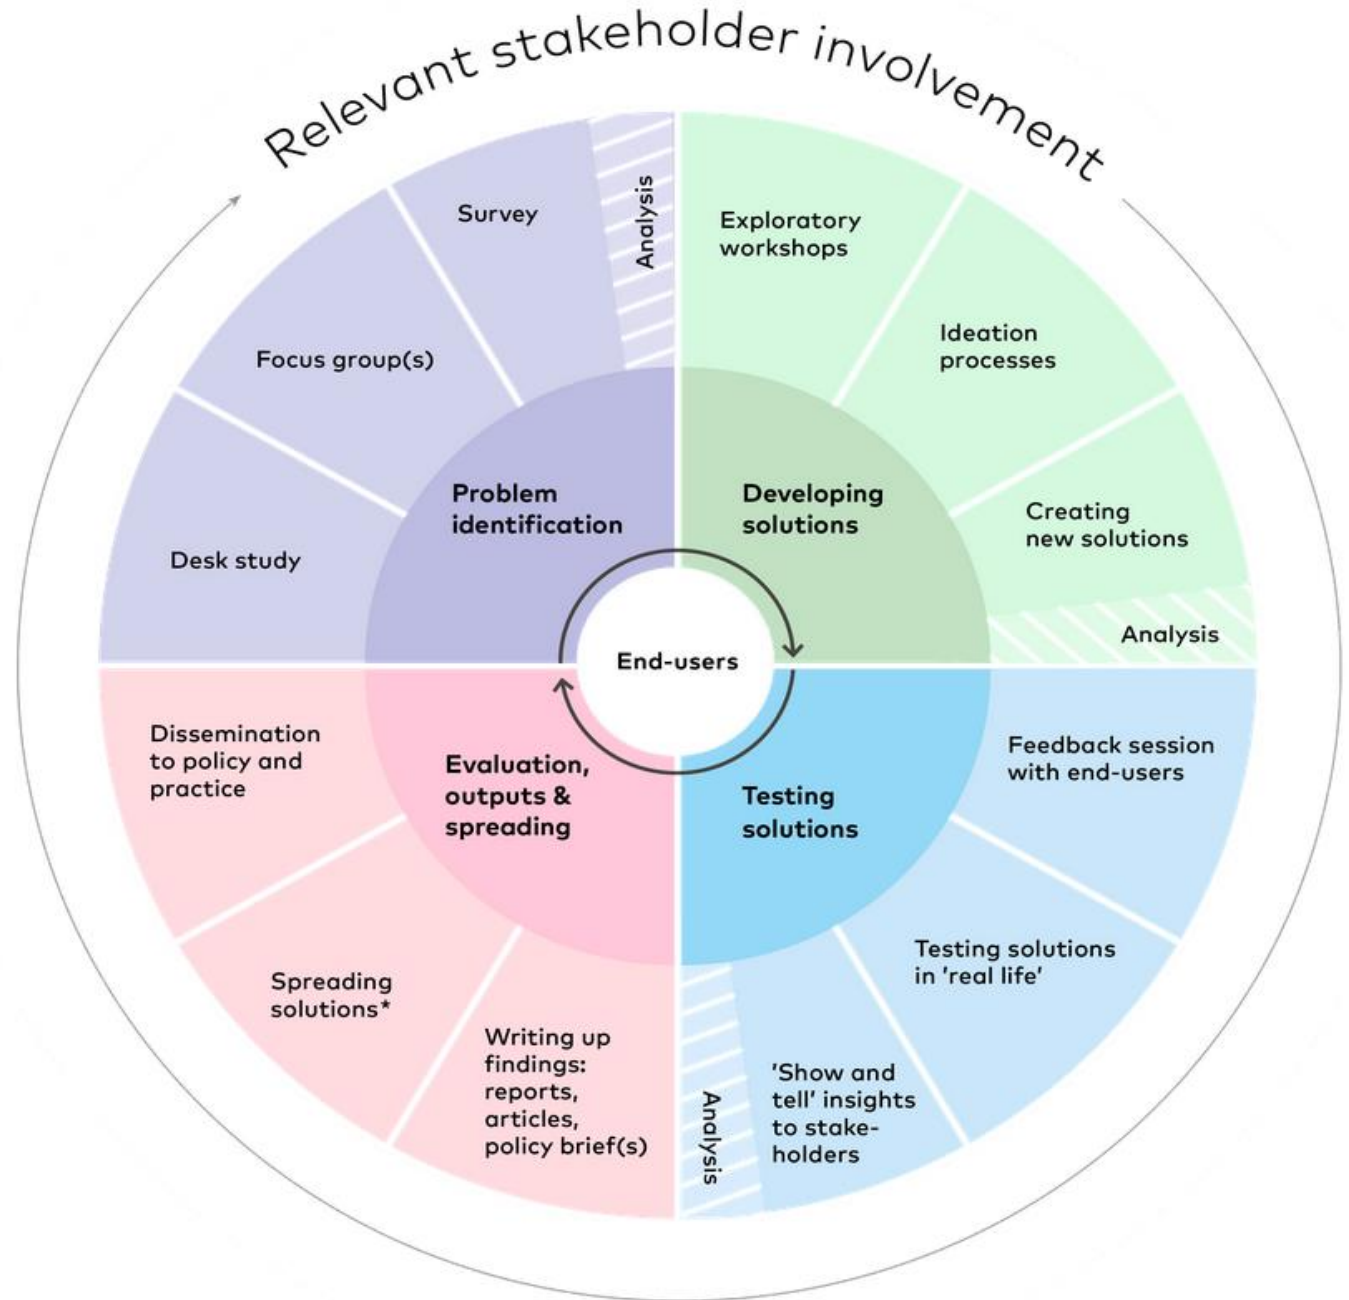 Relevant stakeholder involvement
Survey
Analysis
Focus group(s)
Desk study
Problem
identification
Exploratory
workshops
Ideation
processes
Creating
new solutions
Analysis
Developing
solutions
End-users
Feedback session
with end-users
Testing solutions
in 'real life'
'Show and
tell' insights
to stake-
holders
Analysis
Testing
solutions
Evaluation,
outputs &
spreading
Writing up
findings:
reports,
articles,
policy brief(s)
Spreading
solutions*
Dissemination
to policy and
practice